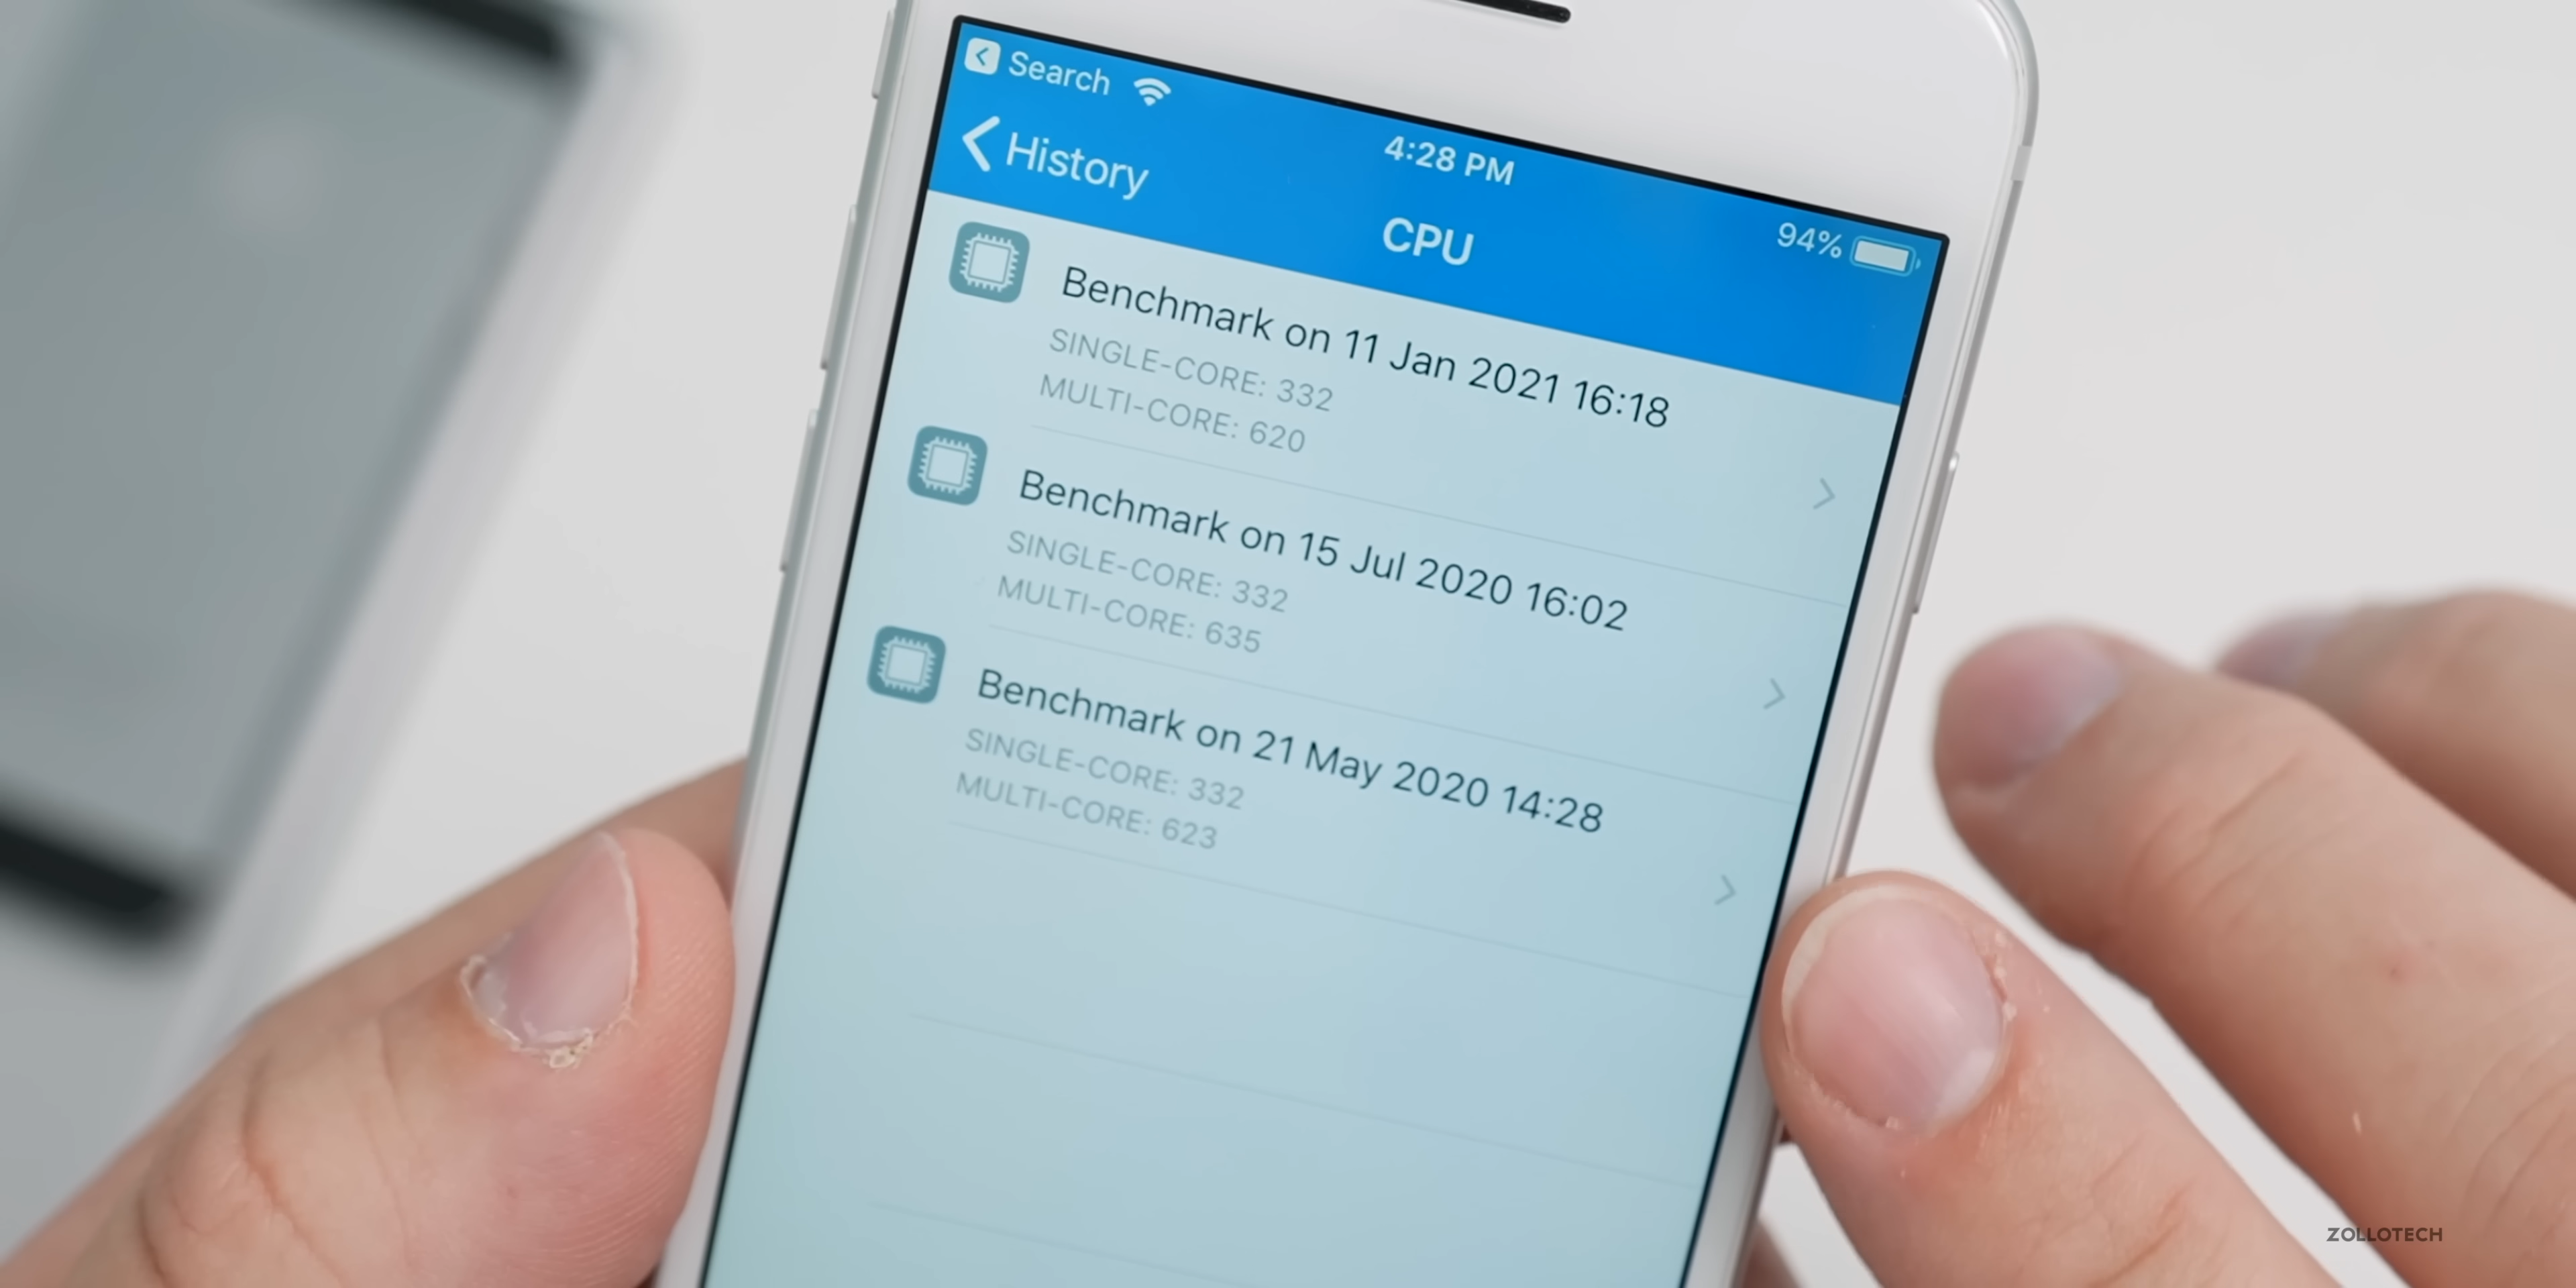 Search
4:28 PM
94%
History
CPU
Benchmark on 11 Jan 2021 16:18
SINGLE-CORE: 332
MULTI-CORE: 620
Benchmark on 15 Jul 2020 16:02
SINGLE-CORE: 332
MULTI-CORE: 635
Benchmark on 21 May 2020 14:28
SINGLE-CORE: 332
MULTI-CORE: 623
ZOLLOTECH